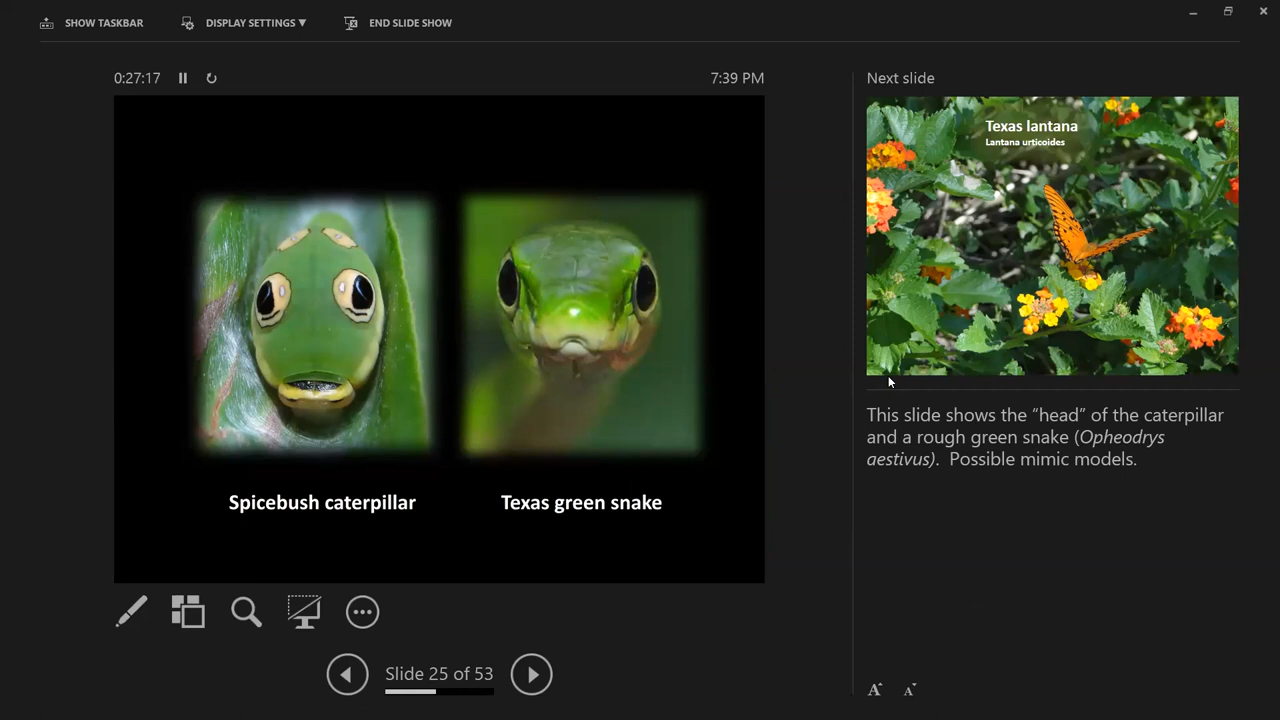 SHOW TASKBAR
DISPLAY SETTINGS ▼
END SLIDE SHOW
0:27:17
7:39 PM
Next slide
Texas lantana
Lantana urticoides
This slide shows the “head” of the caterpillar
and a rough green snake (Opheodrys
aestivus).  Possible mimic models.
Spicebush caterpillar
Texas green snake
Slide 25 of 53
A A